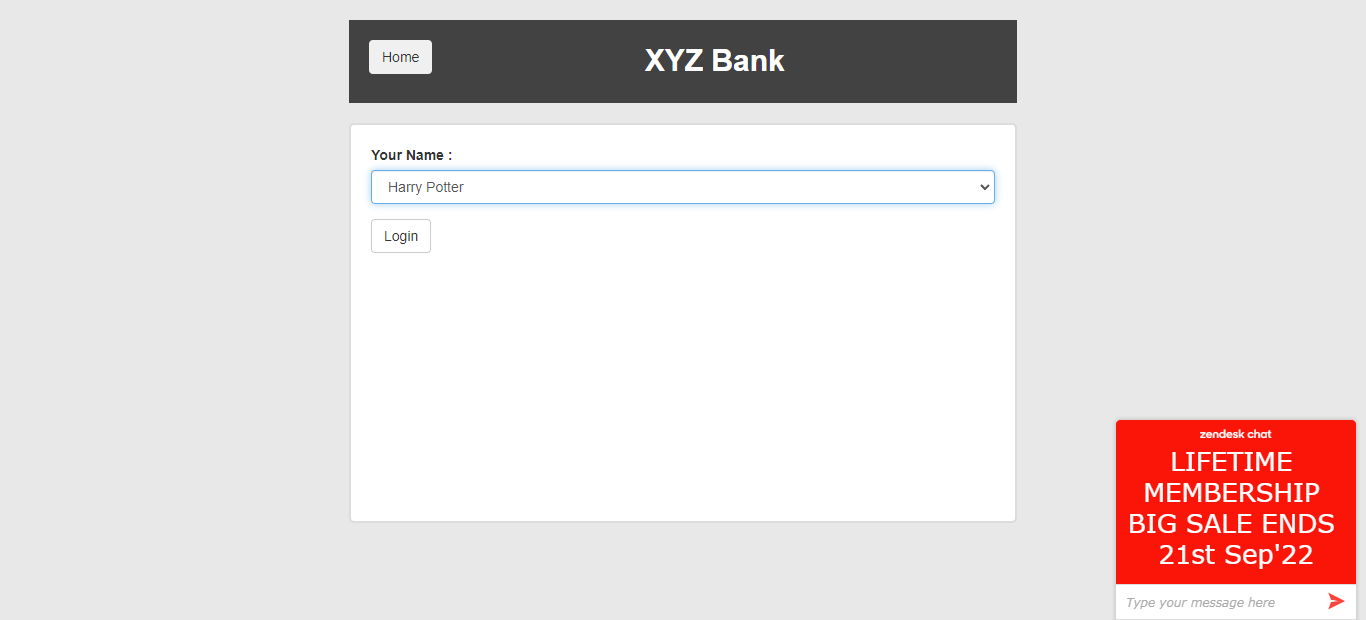 Home
XYZ Bank
Your Name :
Harry Potter
Login
zendesk chat
LIFETIME
MEMBERSHIP
BIG SALE ENDS
21st Sep'22
Type your message here